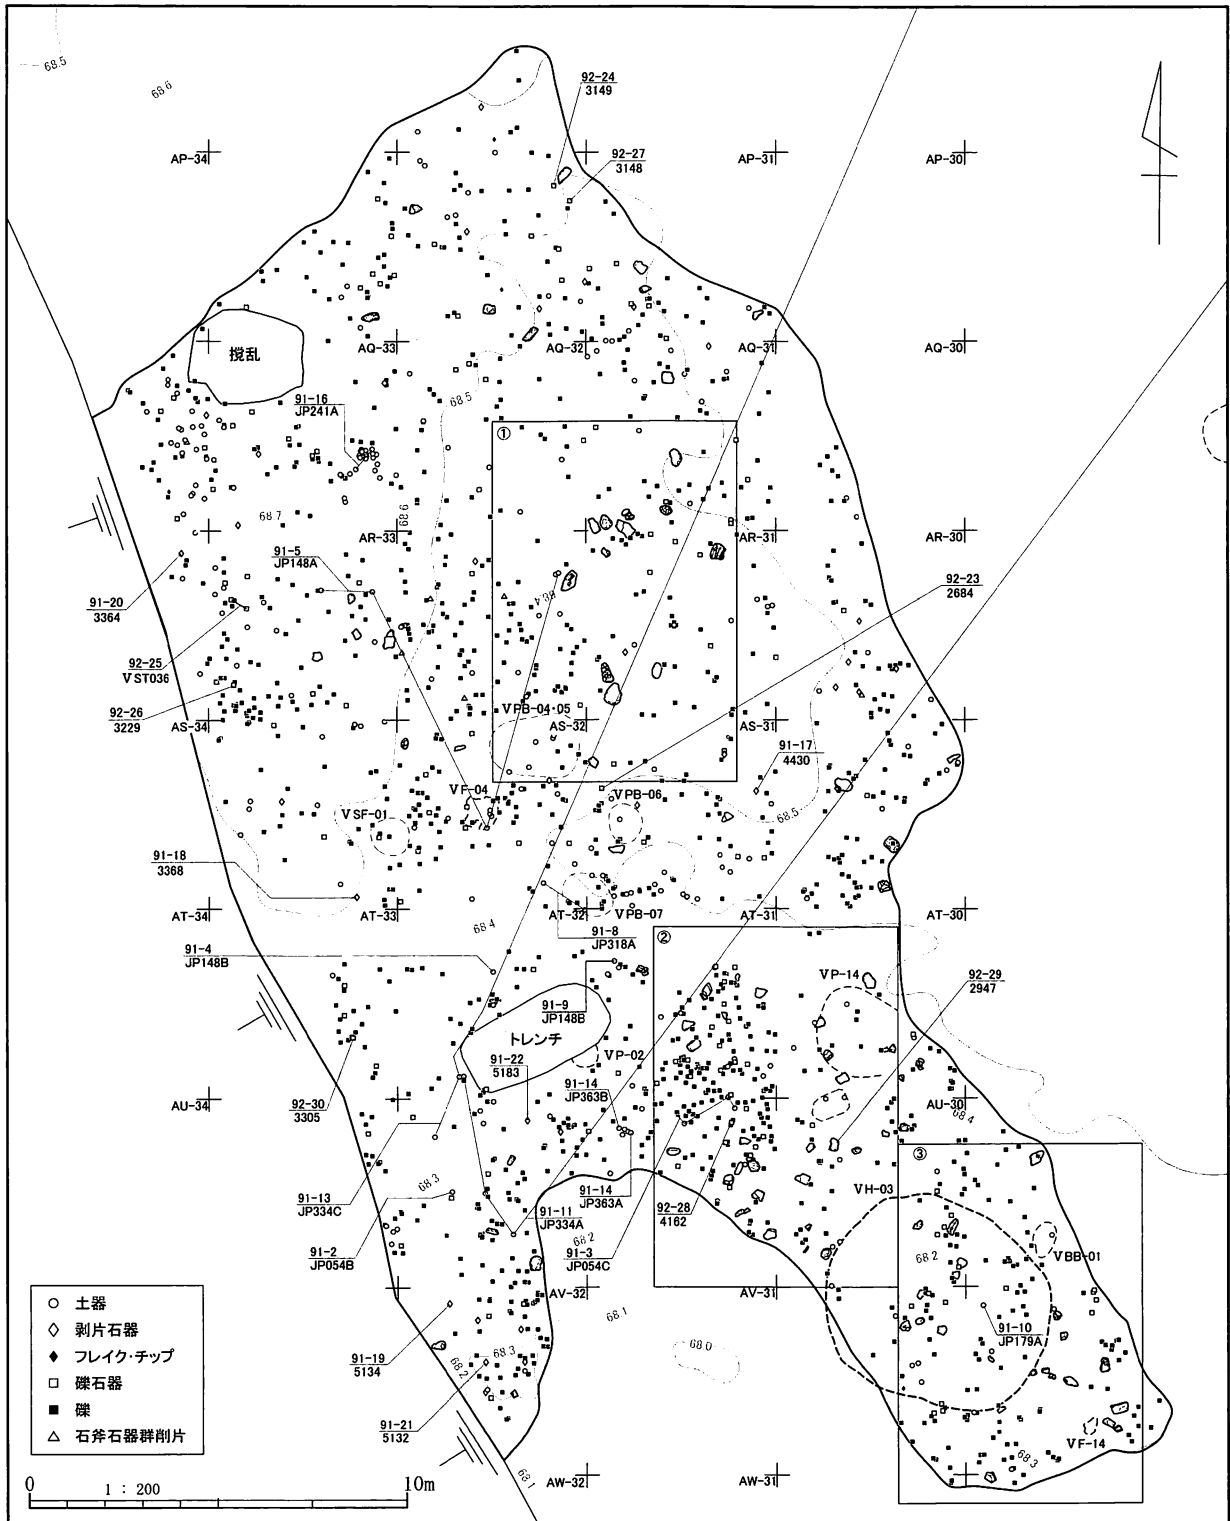 68.5
68.6
92-24
3149
AP-34
92-27
3148
AP-31
AP-30
撹乱
AQ-33
AQ-32
AQ-31
AQ-30
91-16
JP241A
68.5
①
68.7
68.6
AR-33
AR-31
AR-30
91-5
JP148A
91-20
3364
68.4
92-23
2684
92-25
VST036
92-26
3229
AS-34
VPB-04・05
AS-32
AS-31
91-17
4430
VF-04
VPB-06
VSF-01
68.5
91-18
3368
AT-34
AT-33
AT-32
VPB-07
AT-31
AT-30
68.4
91-8
JP318A
②
91-4
JP148B
VP-14
92-29
2947
91-9
JP148B
トレンチ
VP-02
91-22
5183
91-14
JP363B
AU-34
AU-30
92-30
3305
68.4
③
68.3
91-13
JP334C
91-14
JP363A
VH-03
92-28
4162
91-11
JP334A
91-2
JP054B
68.2
91-3
JP054C
68.2
VBB-01
AV-32
AV-31
○ 土器
◇ 剥片石器
◆ フレイク・チップ
□ 礫石器
■ 礫
△ 石斧石器群削片
68.1
91-10
JP179A
91-19
5134
68.2
68.3
68.0
91-21
5132
VF-14
68.3
68.1
AW-32
AW-31
0 1 : 200 10m